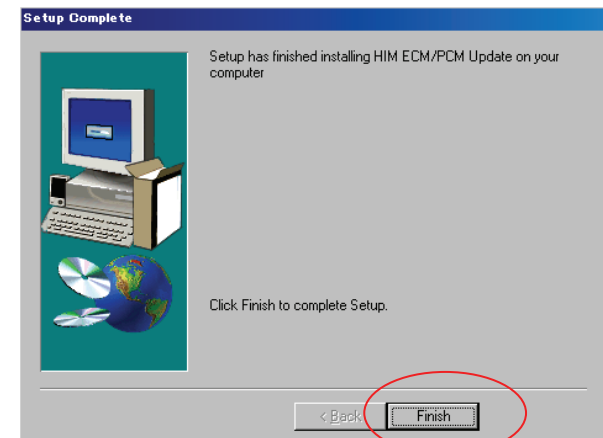 Setup Complete
Setup has finished installing HIM ECM/PCM Update on your
computer
Click Finish to complete Setup.
< Back
Finish